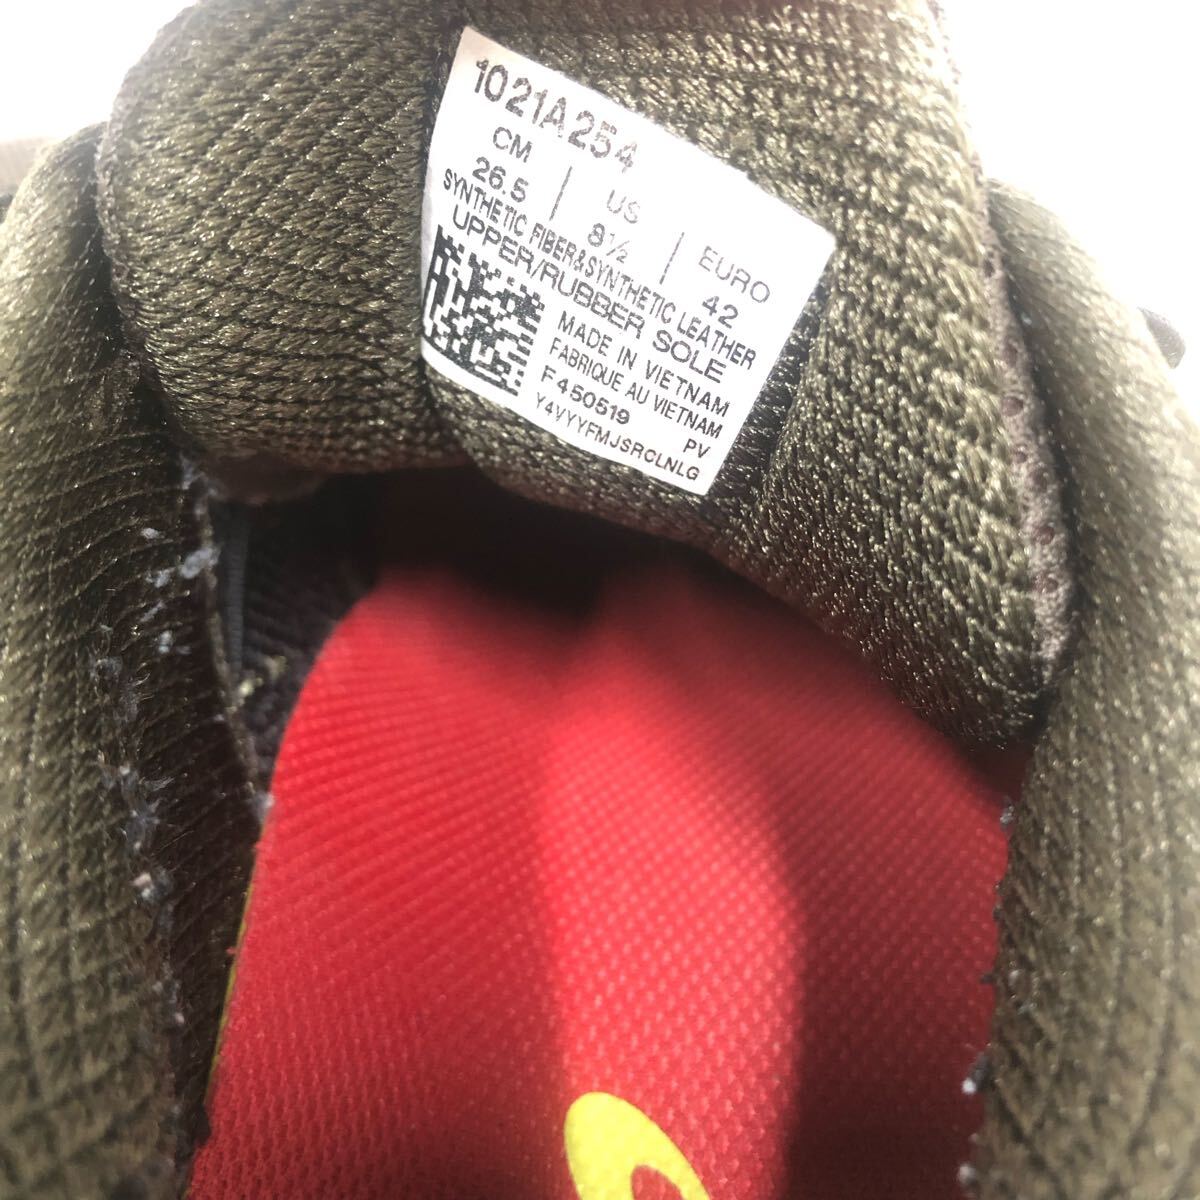 1021A254
CM | US | EURO
26.5 | 8½ | 42
SYNTHETIC FIBER&SYNTHETIC LEATHER
UPPER/RUBBER SOLE
MADE IN VIETNAM
FABRIQUE AU VIETNAM
F450519 PV
Y4VYYFMJSRCLNLG